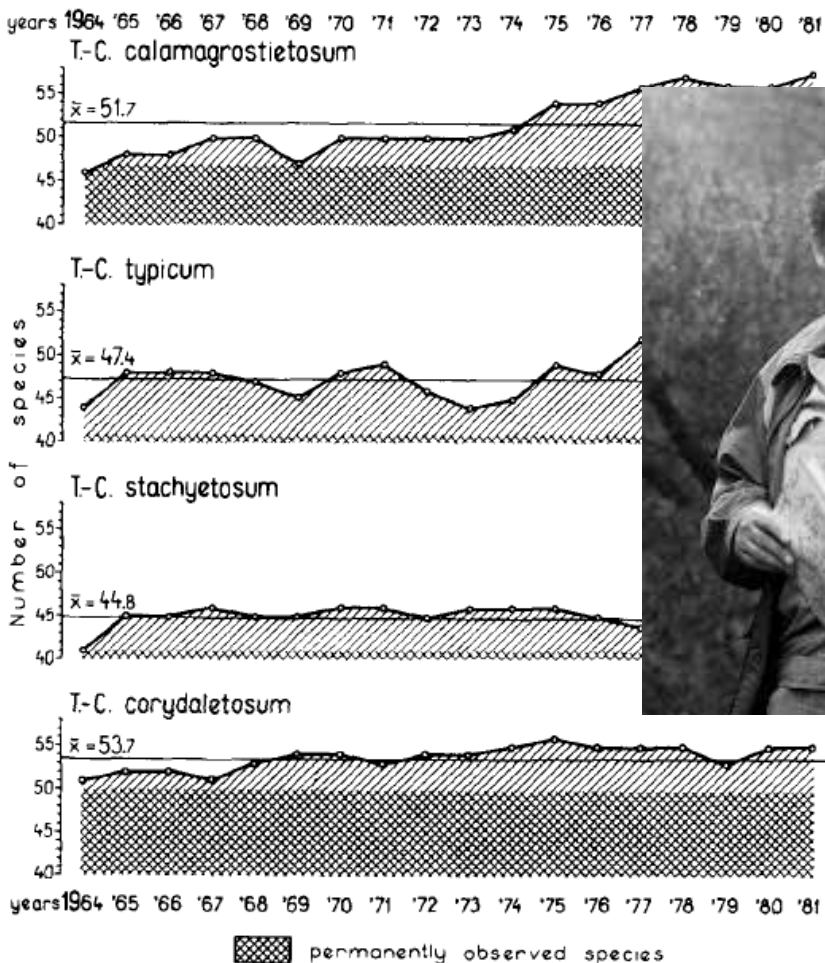 years 1964 '65 '66 '67 '68 '69 '70 '71 '72 '73 '74 '75 '76 '77 '78 '79 '80 '81
T.-C. calamagrostietosum
55
x̄ = 51.7
50
45
40
T.-C. typicum
55
50
x̄ = 47.4
45
40
T.-C. stachyetosum
55
50
x̄ = 44.8
45
40
T.-C. corydaletosum
55
x̄ = 53.7
50
45
40
Number of species
years 1964 '65 '66 '67 '68 '69 '70 '71 '72 '73 '74 '75 '76 '77 '78 '79 '80 '81
permanently observed species